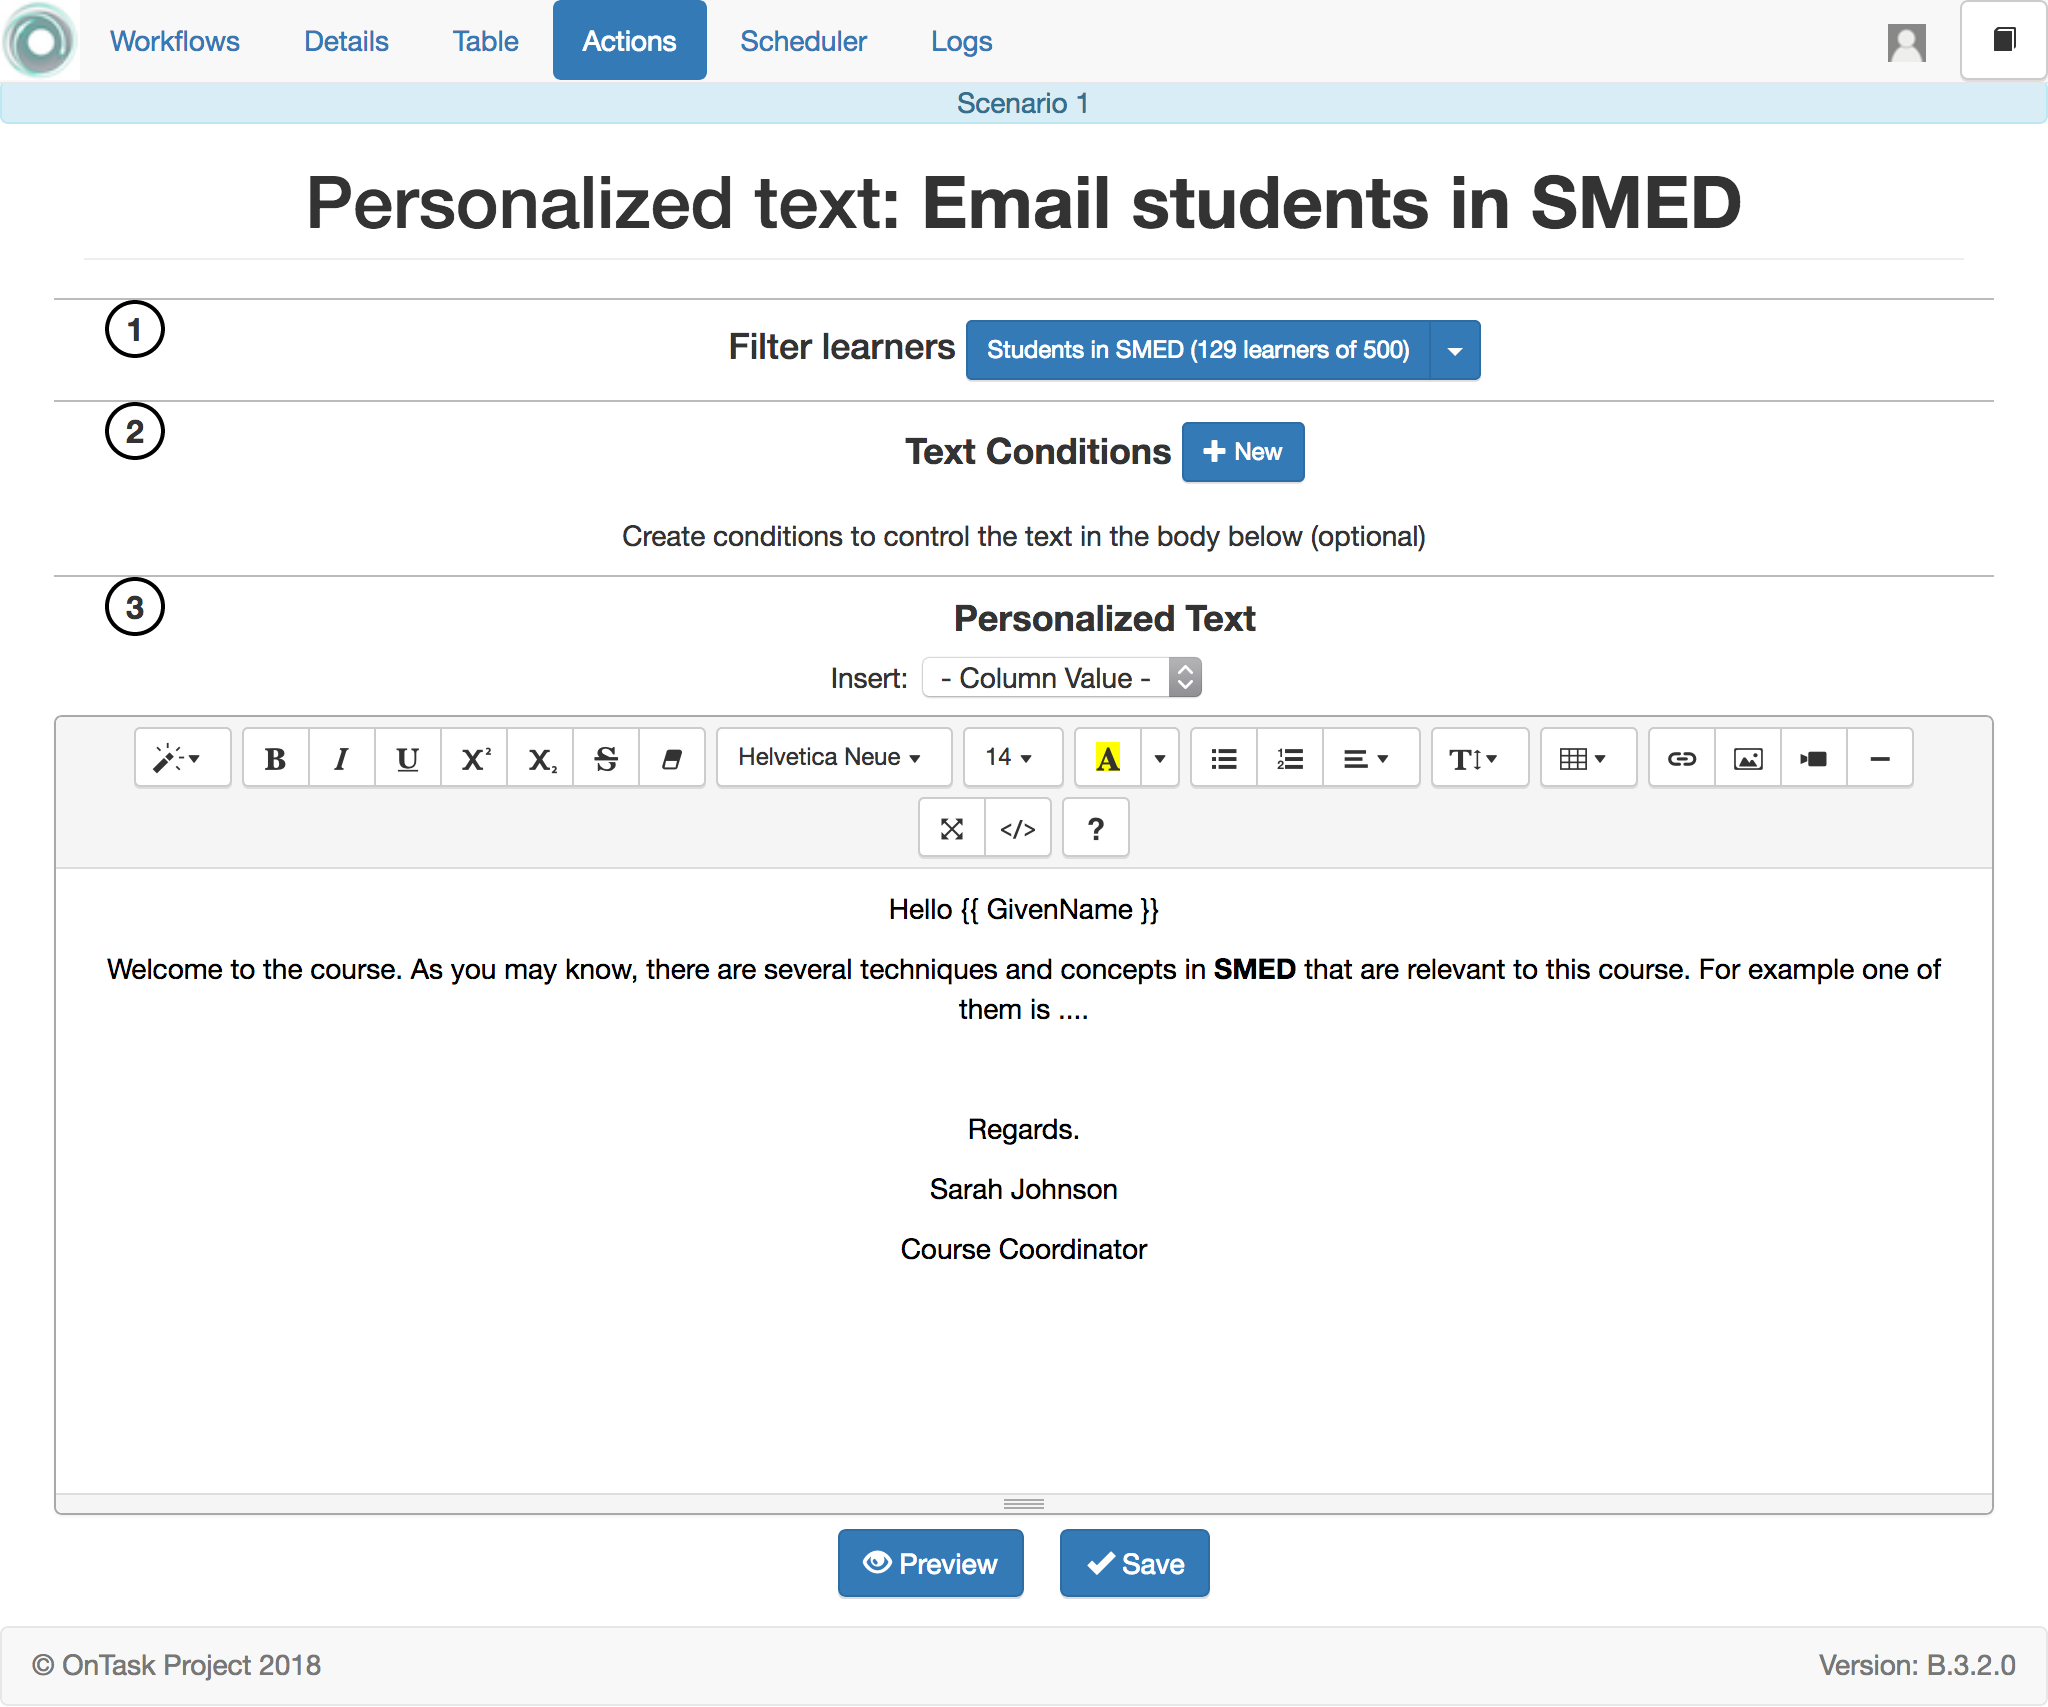 Workflows Details Table Actions Scheduler Logs
Scenario 1
Personalized text: Email students in SMED
1
Filter learners Students in SMED (129 learners of 500)
2
Text Conditions + New
Create conditions to control the text in the body below (optional)
3
Personalized Text
Insert: - Column Value -
B I U X² X₂ S Helvetica Neue 14 A T
</> ?
Hello {{ GivenName }}
Welcome to the course. As you may know, there are several techniques and concepts in SMED that are relevant to this course. For example one of
them is ....
Regards.
Sarah Johnson
Course Coordinator
Preview Save
© OnTask Project 2018 Version: B.3.2.0